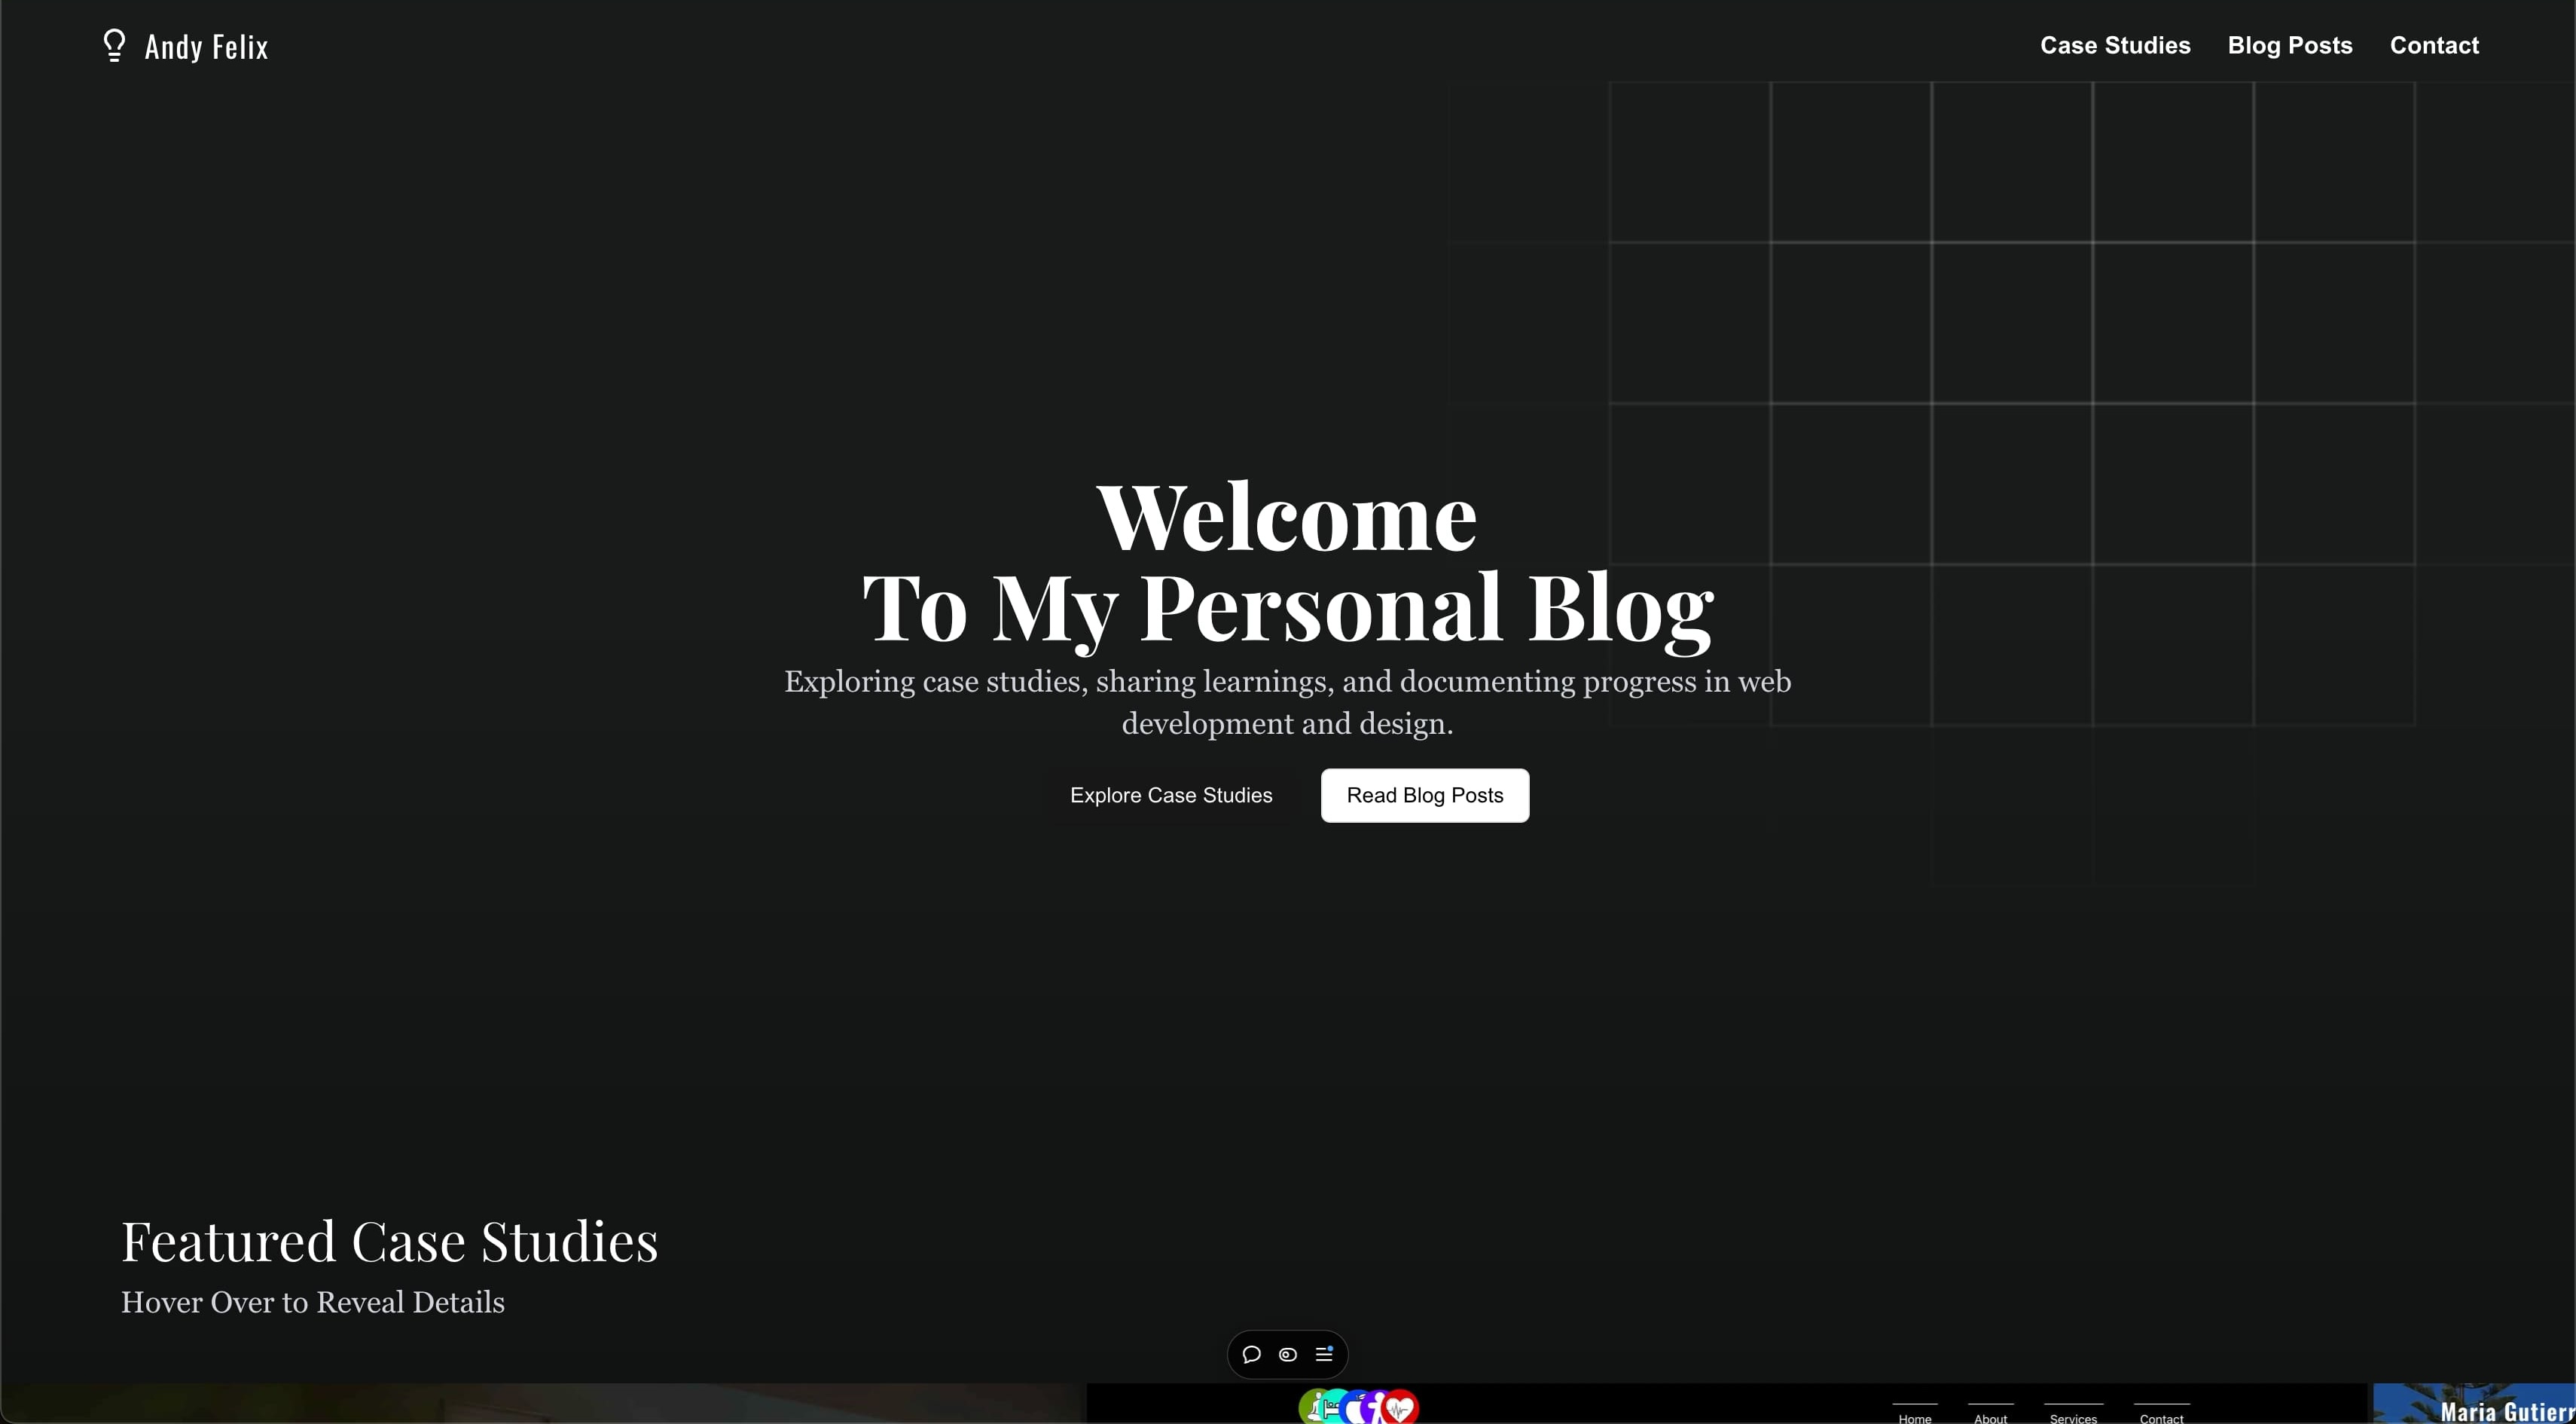 Andy Felix
Case Studies
Blog Posts
Contact
Welcome
To My Personal Blog
Exploring case studies, sharing learnings, and documenting progress in web
development and design.
Explore Case Studies
Read Blog Posts
Featured Case Studies
Hover Over to Reveal Details
Home
About
Services
Contact
Maria